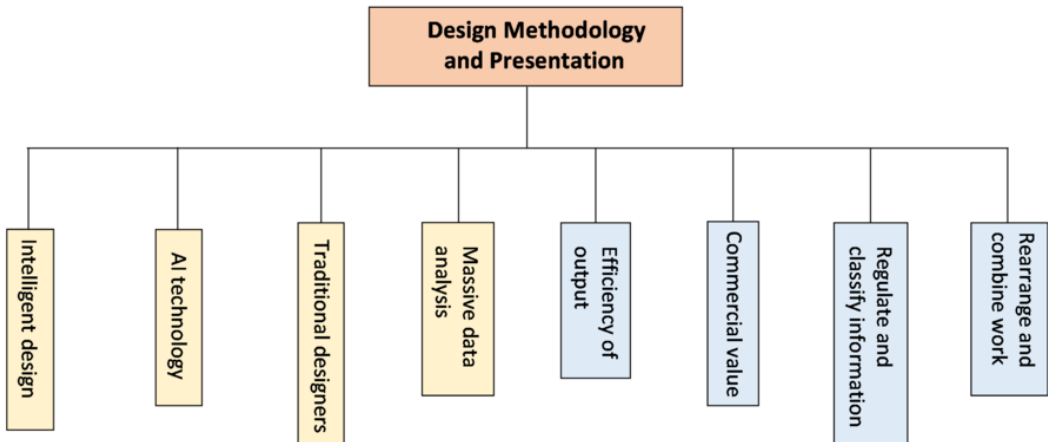 Design Methodology
and Presentation
Intelligent design
AI technology
Traditional designers
Massive data
analysis
Efficiency of
output
Commercial value
Regulate and
classify information
Rearrange and
combine work